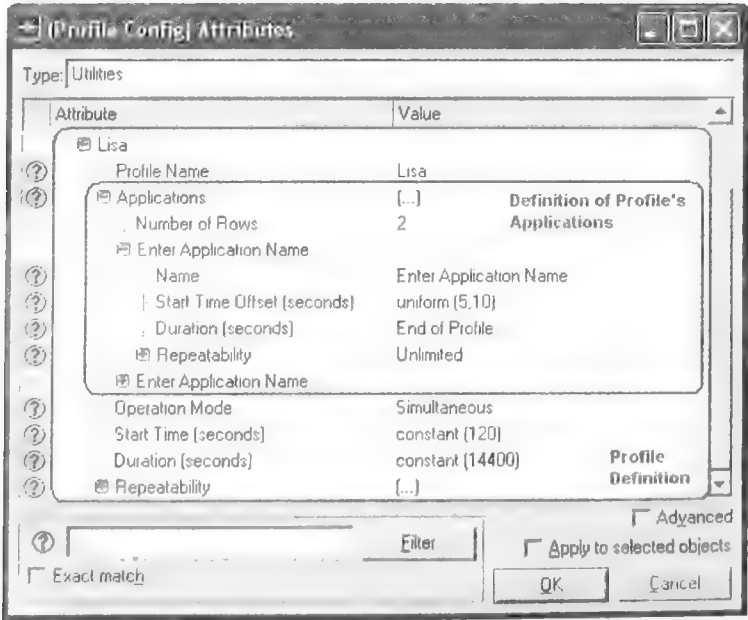 (Profile Config) Attributes
Type: Utilities
Attribute Value
Lisa
Profile Name Lisa
Applications (...) Definition of Profile's Applications
Number of Rows 2
Enter Application Name
Name Enter Application Name
Start Time Offset (seconds) uniform (5,10)
Duration (seconds) End of Profile
Repeatability Unlimited
Enter Application Name
Operation Mode Simultaneous
Start Time (seconds) constant (120)
Duration (seconds) constant (14400) Profile Definition
Repeatability (...)
Advanced
Filter
Apply to selected objects
Exact match
OK Cancel